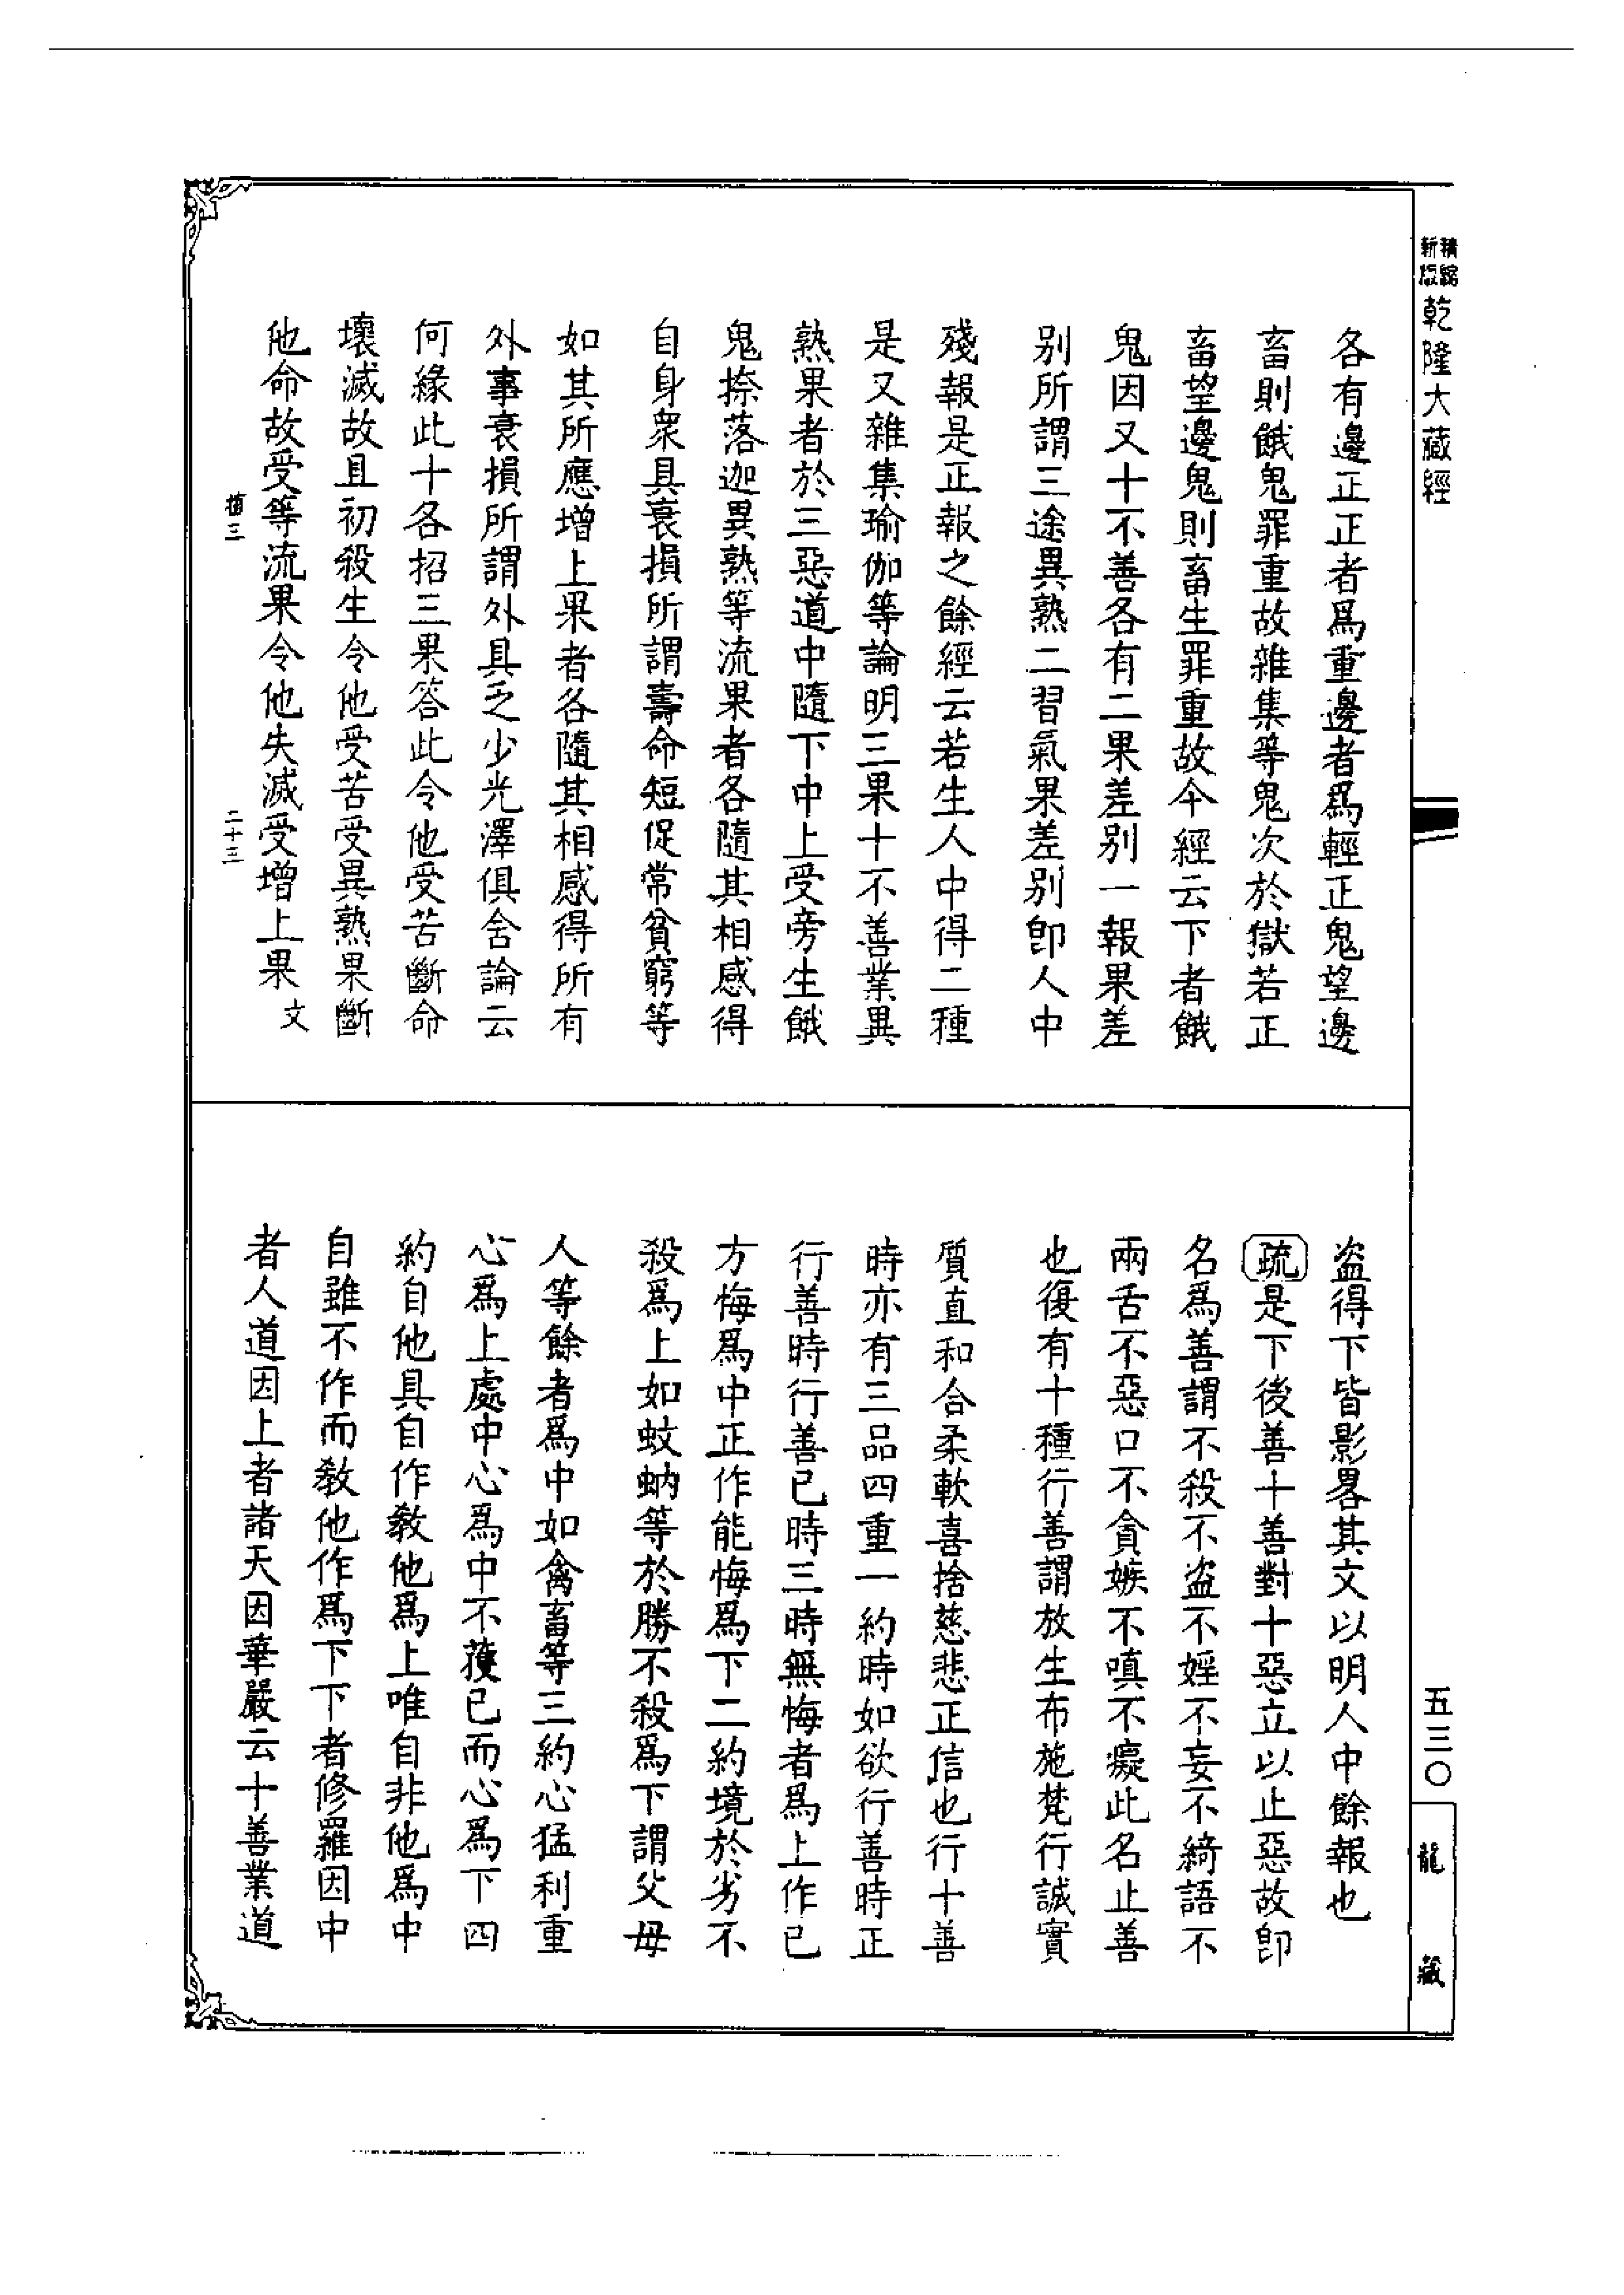 精縮新版乾隆大藏經
各有邊正正者爲重邊者爲輕正鬼望邊
畜則餓鬼罪重故雜集等鬼次於獄若正
畜望邊鬼則畜生罪重故今經云下者餓
鬼因又十不善各有二果差别一報果差
别所謂三途異熟二習氣果差别卽人中
殘報是正報之餘經云若生人中得二種
是又雜集瑜伽等論明三果十不善業異
熟果者於三惡道中隨下中上受旁生餓
鬼捺落迦異熟等流果者各隨其相感得
自身衆具衰損所謂壽命短促常貧窮等
如其所應增上果者各隨其相感得所有
外事衰損所謂外具乏少光澤俱舍論云
何緣此十各招三果答此令他受苦斷命
壞滅故且初殺生令他受苦受異熟果斷
他命故受等流果令他失滅受增上果文
二十三
盜得下皆影畧其文以明人中餘報也
疏是下後善十善對十惡立以止惡故卽
名爲善謂不殺不盜不婬不妄不綺語不
兩舌不惡口不貪嫉不嗔不癡此名止善
也復有十種行善謂放生布施梵行誠實
質直和合柔軟喜捨慈悲正信也行十善
時亦有三品四重一約時如欲行善時正
行善時行善已時三時無悔者爲上作已
方悔爲中正作能悔爲下二約境於劣不
殺爲上如蚊蚋等於勝不殺爲下謂父母
人等餘者爲中如禽畜等三約心猛利重
心爲上處中心爲中不獲已而心爲下四
約自他具自作敎他爲上唯自非他爲中
自雖不作而敎他作爲下下者修羅因中
者人道因上者諸天因華嚴云十善業道
五三〇
龍藏